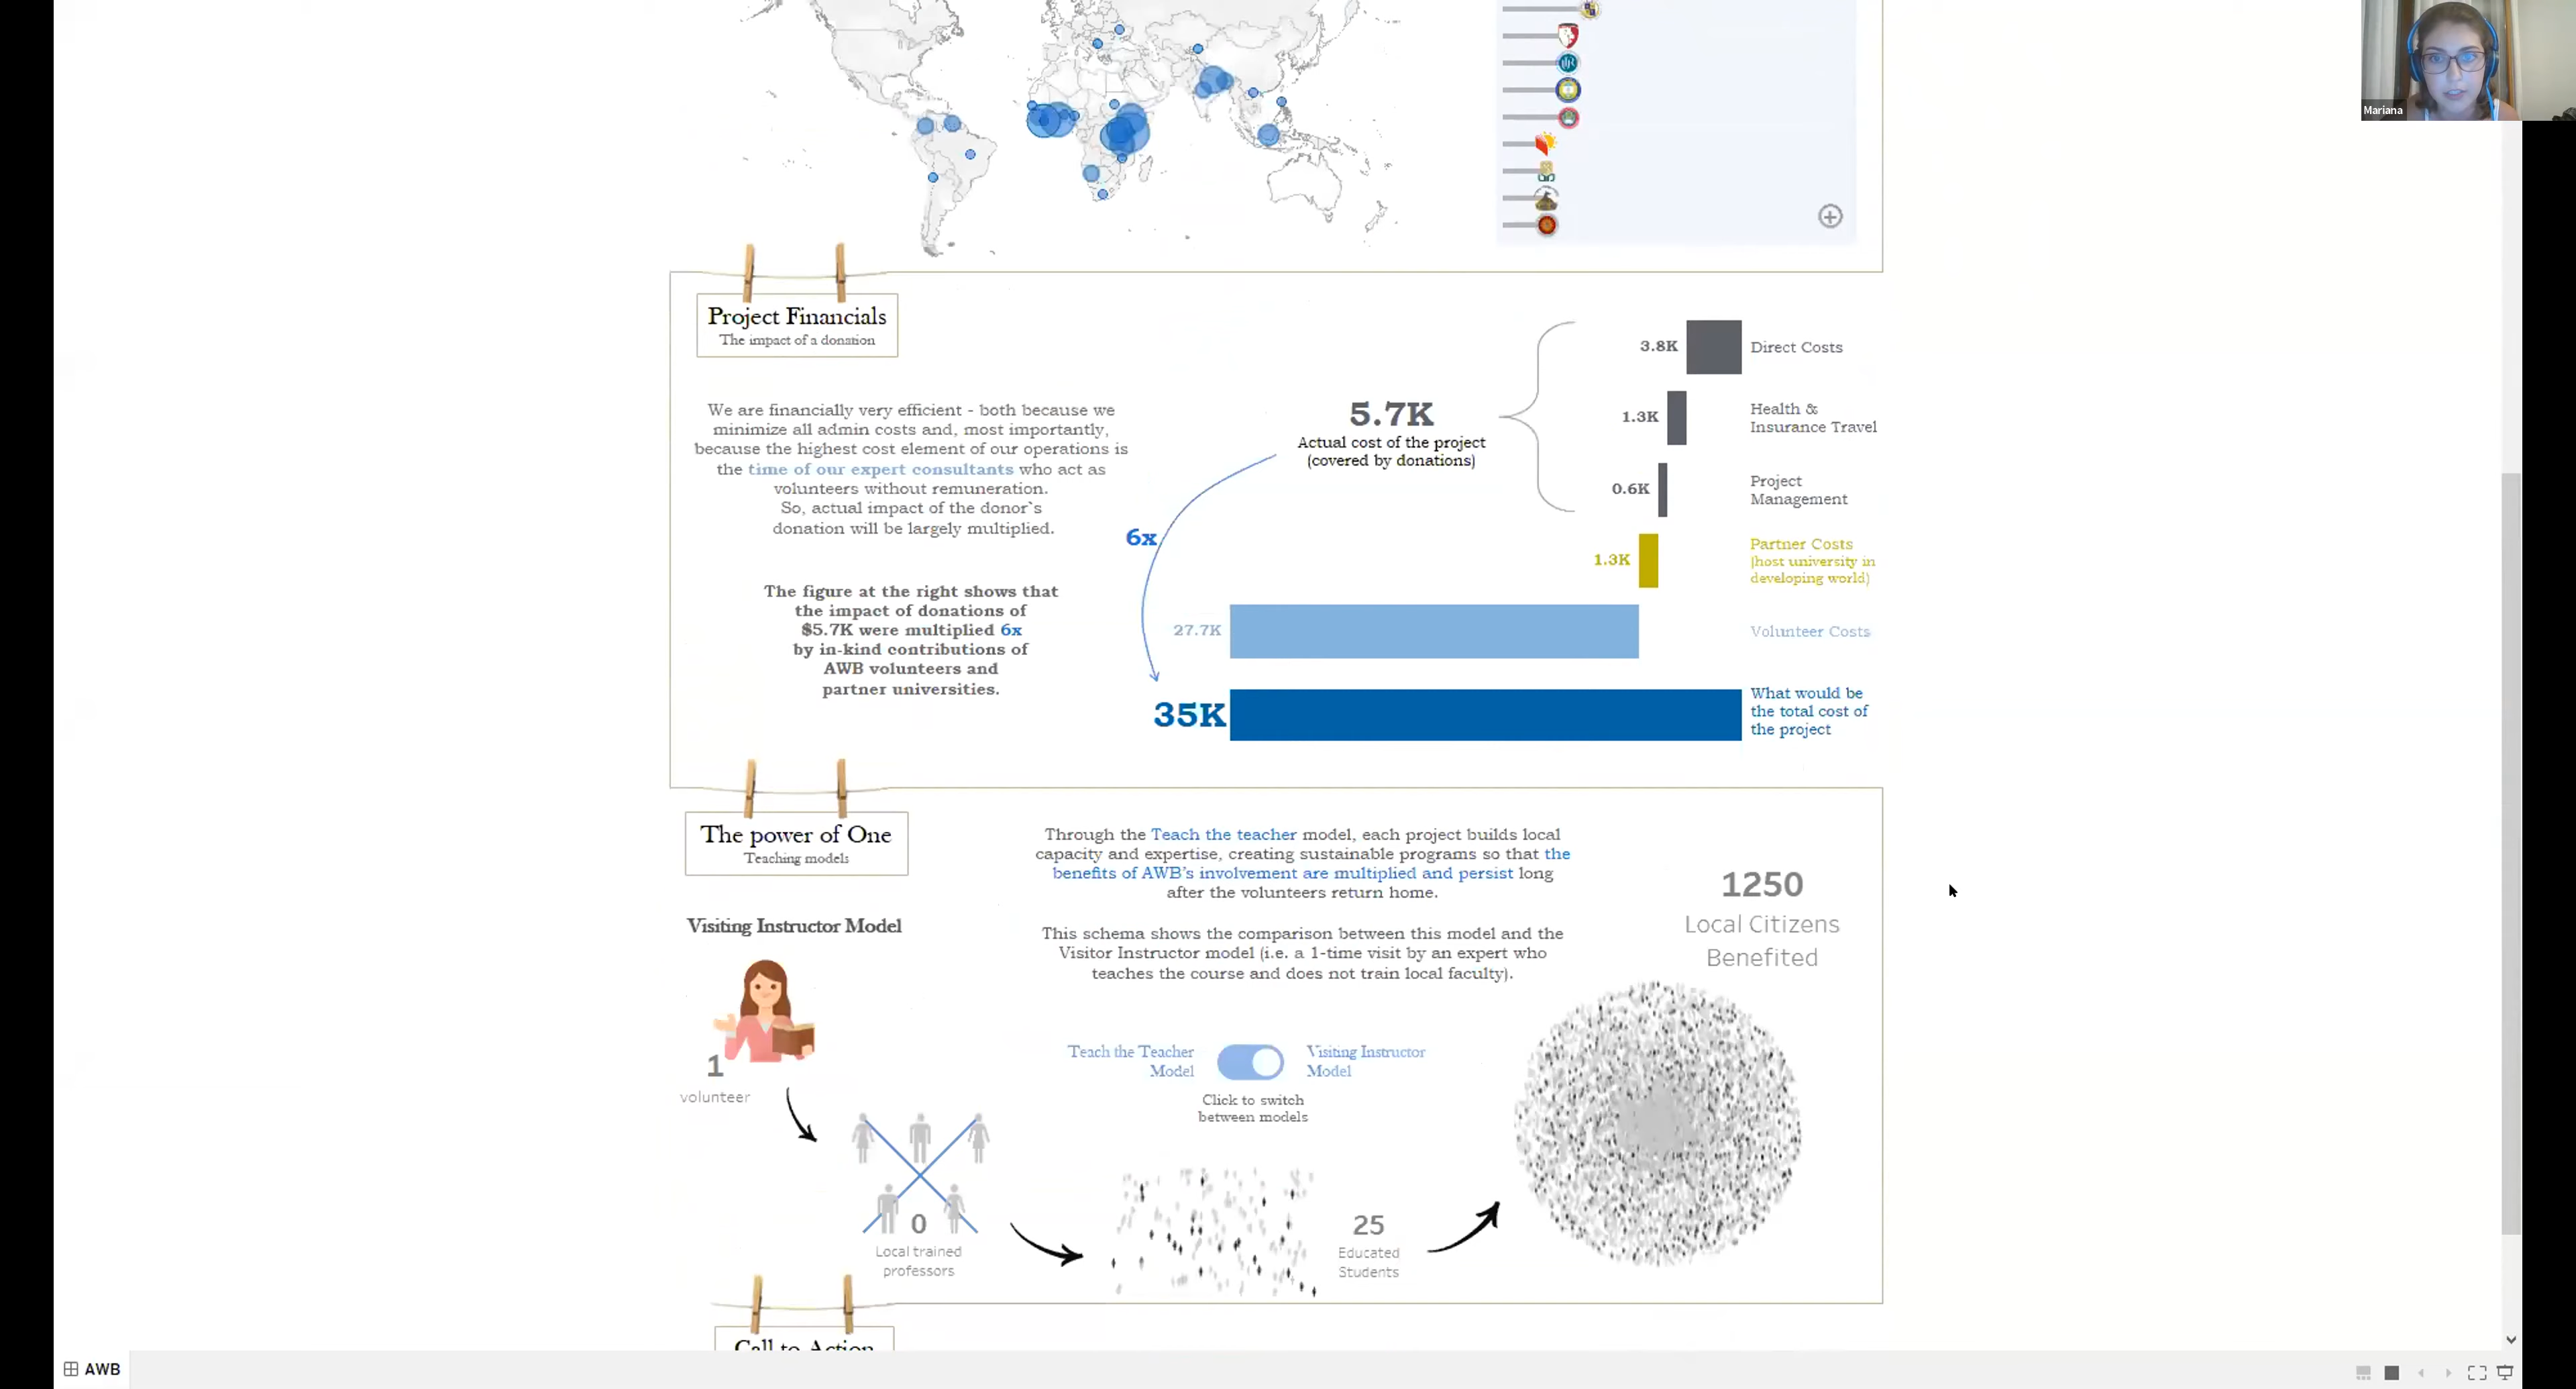 Mariana
Project Financials
The impact of a donation
We are financially very efficient - both because we
minimize all admin costs and, most importantly,
because the highest cost element of our operations is
the time of our expert consultants who act as
volunteers without remuneration.
So, actual impact of the donor`s
donation will be largely multiplied.
The figure at the right shows that
the impact of donations of
$5.7K were multiplied 6x
by in-kind contributions of
AWB volunteers and
partner universities.
5.7K
Actual cost of the project
(covered by donations)
6x
3.8K
Direct Costs
1.3K
Health &
Insurance Travel
0.6K
Project
Management
1.3K
Partner Costs
(host university in
developing world)
27.7K
Volunteer Costs
35K
What would be
the total cost of
the project
The power of One
Teaching models
Through the Teach the teacher model, each project builds local
capacity and expertise, creating sustainable programs so that the
benefits of AWB's involvement are multiplied and persist long
after the volunteers return home.
This schema shows the comparison between this model and the
Visitor Instructor model (i.e. a 1-time visit by an expert who
teaches the course and does not train local faculty).
Visiting Instructor Model
1
volunteer
0
Local trained
professors
Teach the Teacher
Model
Visiting Instructor
Model
Click to switch
between models
25
Educated
Students
1250
Local Citizens
Benefited
Call to Action
AWB